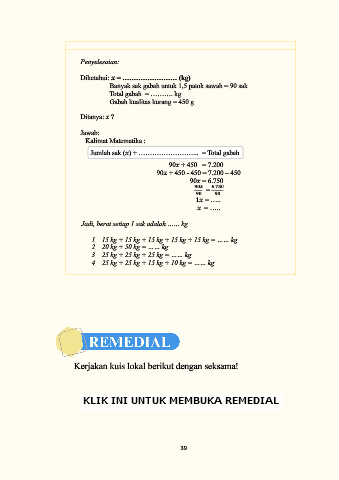 Penyelesaian:
Diketahui: x = .............................. (kg)
Banyak sak gabah untuk 1,5 patok sawah = 90 sak
Total gabah = ........... kg
Gabah kualitas kurang = 450 g
Ditanya: x ?
Jawab:
Kalimat Matematika :
Jumlah sak (x) + ................................. = Total gabah
90x + 450 = 7.200
90x + 450 - 450 = 7.200 – 450
90x = 6.750
90x/90 = 6.750/90
1x = .....
x = .....
Jadi, berat setiap 1 sak adalah ...... kg
1 15 kg + 15 kg + 15 kg + 15 kg + 15 kg = ...... kg
2 20 kg + 50 kg = ...... kg
3 25 kg + 25 kg + 25 kg = ...... kg
4 25 kg + 25 kg + 15 kg + 10 kg = ...... kg
REMEDIAL
Kerjakan kuis lokal berikut dengan seksama!
KLIK INI UNTUK MEMBUKA REMEDIAL
39